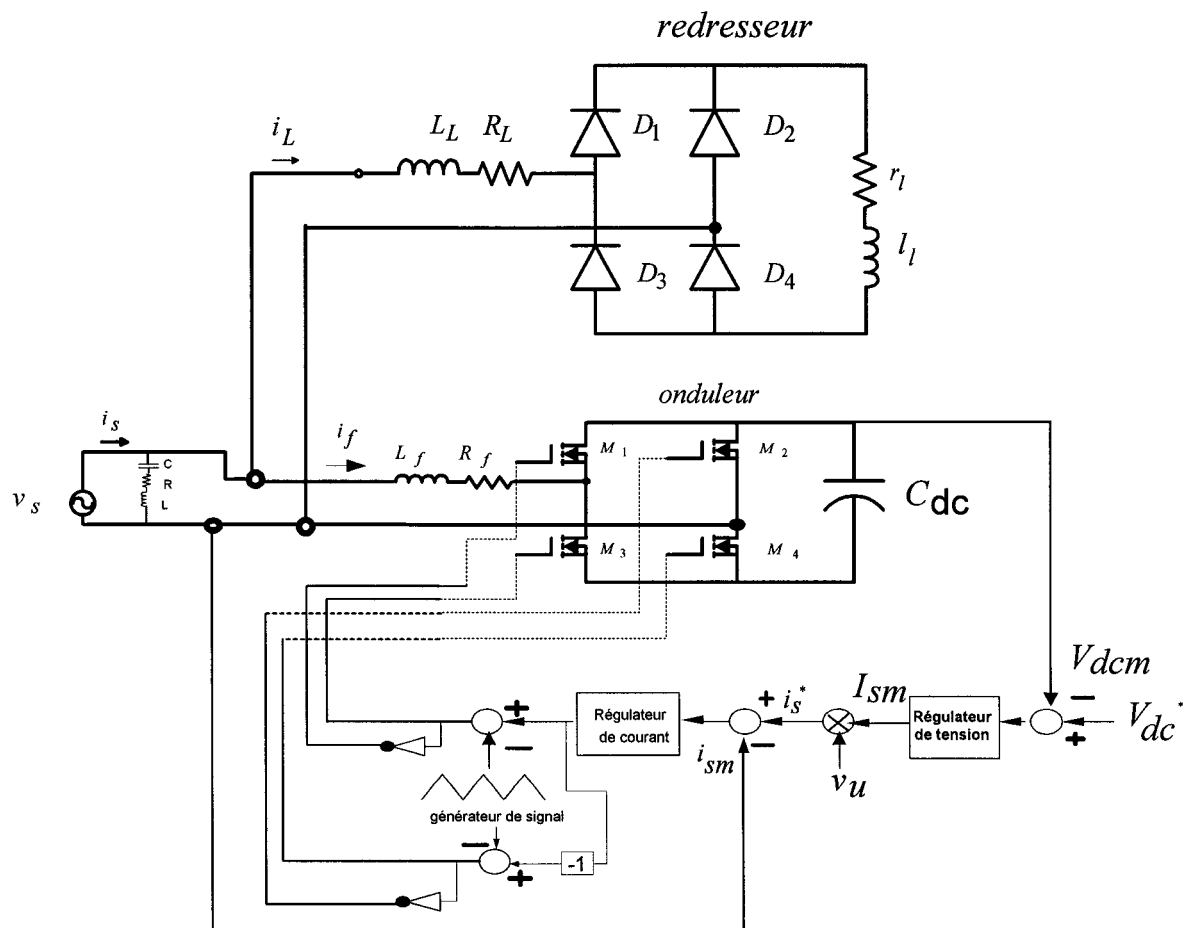 redresseur
i_L
L_L R_L
D_1 D_2
r_l
l_l
D_3 D_4
onduleur
i_s
i_f
L_f R_f
M_1 M_2
C
R
L
v_s
C_dc
M_3 M_4
V_dcm
+ + i_s^* I_sm −
Régulateur de courant
Régulateur de tension
V_dc^*
− − +
i_sm
v_u
générateur de signal
− +
-1